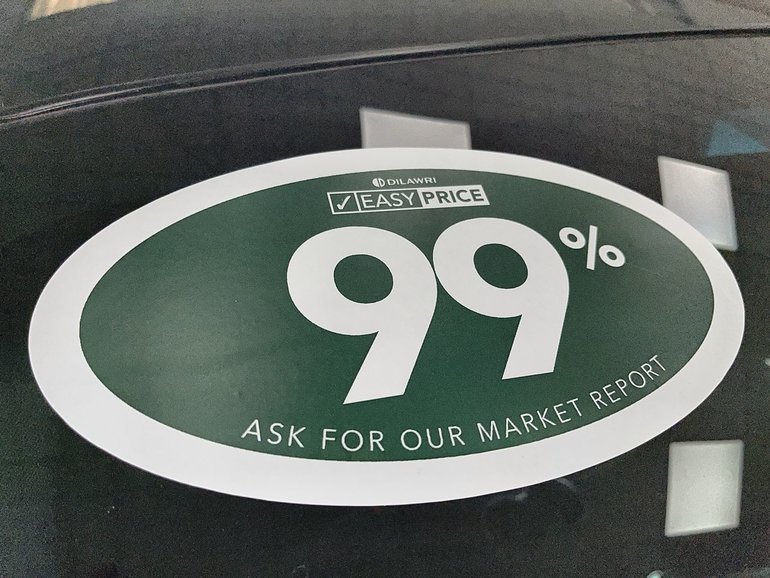 DILAWRI
✓ EASY PRICE
99%
ASK FOR OUR MARKET REPORT